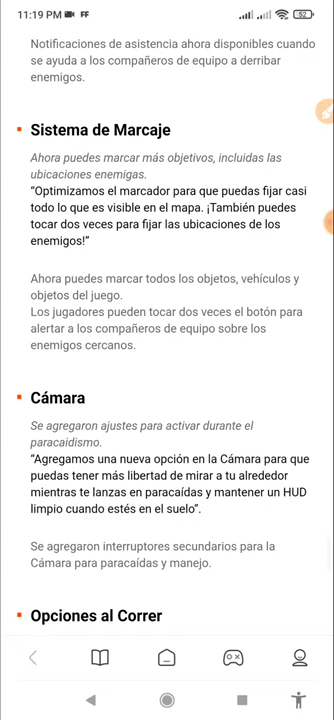 11:19 PM FF 52
Notificaciones de asistencia ahora disponibles cuando
se ayuda a los compañeros de equipo a derribar
enemigos.
Sistema de Marcaje
Ahora puedes marcar más objetivos, incluidas las
ubicaciones enemigas.
“Optimizamos el marcador para que puedas fijar casi
todo lo que es visible en el mapa. ¡También puedes
tocar dos veces para fijar las ubicaciones de los
enemigos!”
Ahora puedes marcar todos los objetos, vehículos y
objetos del juego.
Los jugadores pueden tocar dos veces el botón para
alertar a los compañeros de equipo sobre los
enemigos cercanos.
Cámara
Se agregaron ajustes para activar durante el
paracaidismo.
“Agregamos una nueva opción en la Cámara para que
puedas tener más libertad de mirar a tu alrededor
mientras te lanzas en paracaídas y mantener un HUD
limpio cuando estés en el suelo”.
Se agregaron interruptores secundarios para la
Cámara para paracaídas y manejo.
Opciones al Correr